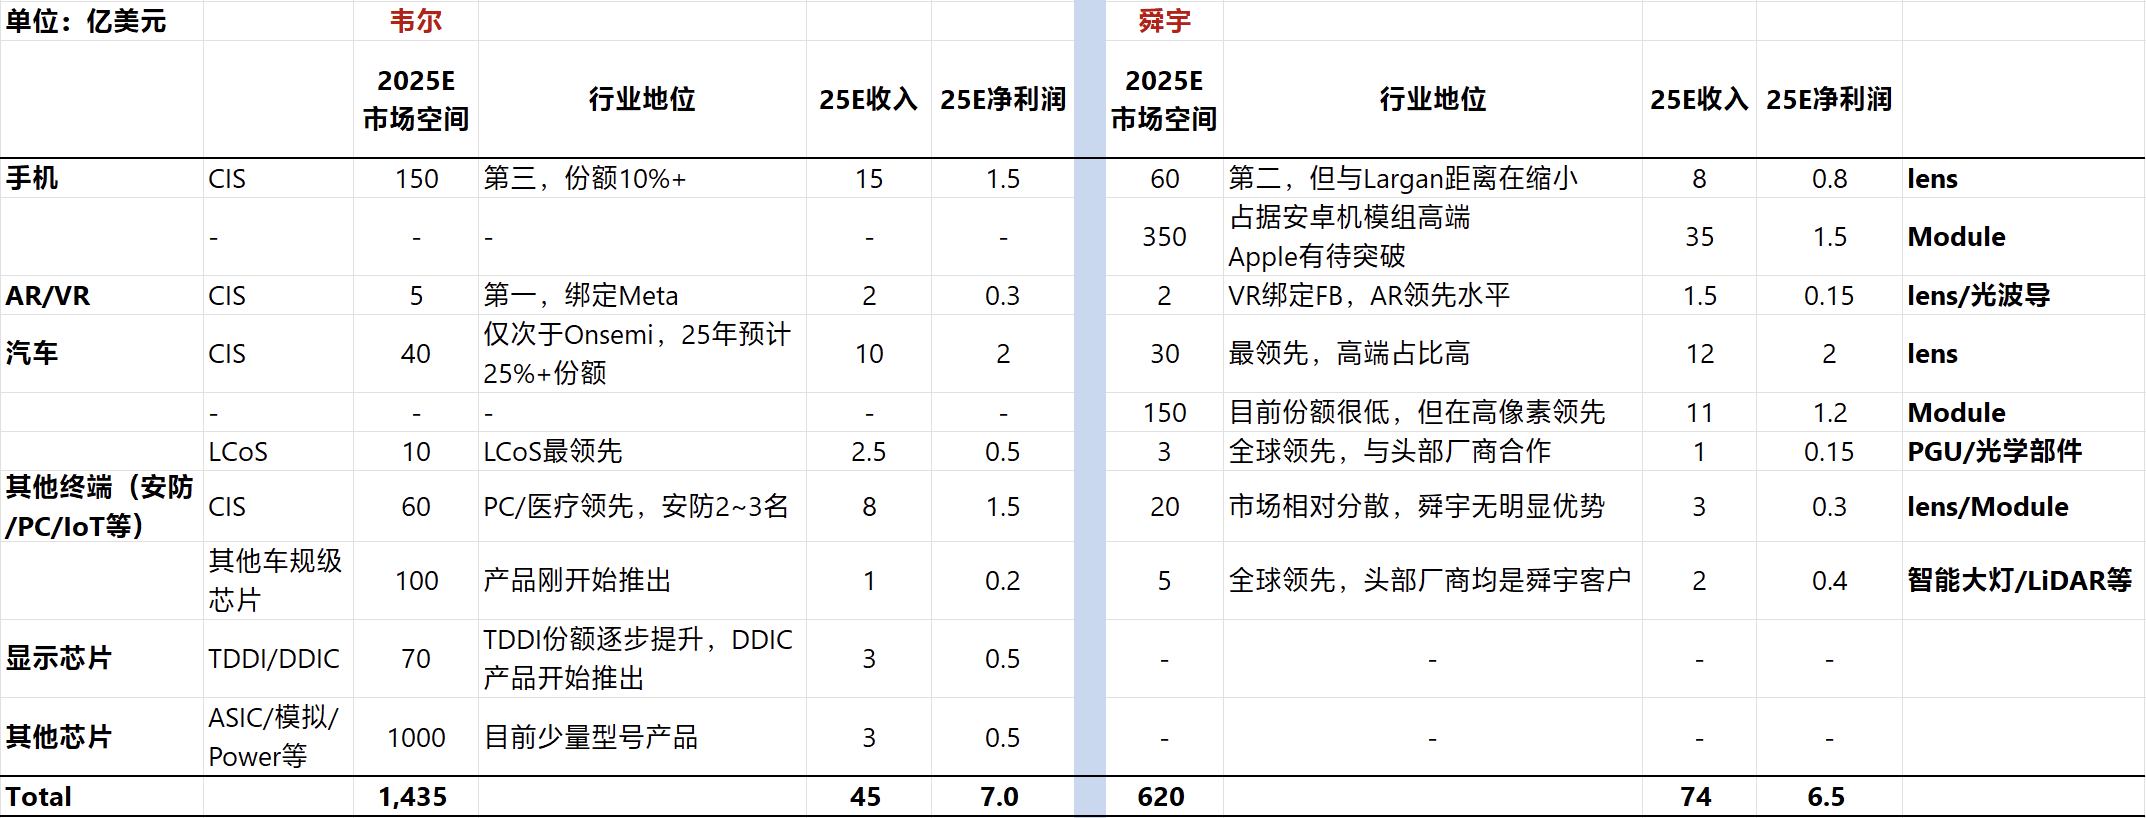 单位：亿美元 韦尔 舜宇
2025E 2025E
市场空间 行业地位 25E收入 25E净利润 市场空间 行业地位 25E收入 25E净利润
手机 CIS 150 第三，份额10%+ 15 1.5 60 第二，但与Largan距离在缩小 8 0.8 lens
占据安卓机模组高端
- - - - - 350 35 1.5 Module
Apple有待突破
AR/VR CIS 5 第一，绑定Meta 2 0.3 2 VR绑定FB，AR领先水平 1.5 0.15 lens/光波导
仅次于Onsemi，25年预计
汽车 CIS 40 10 2 30 最领先，高端占比高 12 2 lens
25%+份额
- - - - - 150 目前份额很低，但在高像素领先 11 1.2 Module
LCoS 10 LCoS最领先 2.5 0.5 3 全球领先，与头部厂商合作 1 0.15 PGU/光学部件
其他终端（安防
CIS 60 PC/医疗领先，安防2~3名 8 1.5 20 市场相对分散，舜宇无明显优势 3 0.3 lens/Module
/PC/IoT等）
其他车规级
100 产品刚开始推出 1 0.2 5 全球领先，头部厂商均是舜宇客户 2 0.4 智能大灯/LiDAR等
芯片
TDDI份额逐步提升，DDIC
显示芯片 TDDI/DDIC 70 3 0.5 - - - -
产品开始推出
ASIC/模拟/
其他芯片 1000 目前少量型号产品 3 0.5 - - - -
Power等
Total 1,435 45 7.0 620 74 6.5